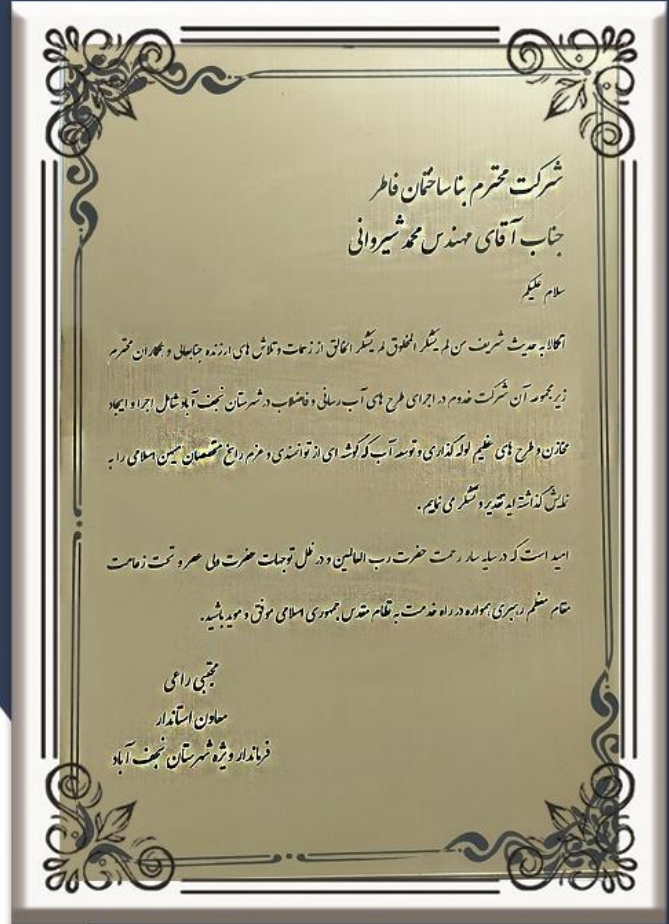 شرکت محترم بنا ساختمان فاطر
جناب آقای مهندس محمد شیروانی
سلام علیکم
اتکالا به حدیث شریف من لم یشکر المخلوق لم یشکر الخالق از زحمات و تلاش های ارزنده جنابعالی و همکاران محترم
زیر مجموعه آن شرکت خدوم در اجرای طرح های آب رسانی و فاضلاب در شهرستان نجف آباد شامل اجرا و ایجاد
مخازن و طرح های عظیم لوله گذاری و توسعه آب که گوشه ای از توانمندی و عزم راسخ متخصصان میهن اسلامی را به
نمایش گذاشته اید تقدیر و تشکر می نمایم.
امید است که در سایه سار رحمت حضرت رب العالمین و در ظل توجهات حضرت ولی عصر و تحت زعامت
مقام معظم رهبری همواره در راه خدمت به نظام مقدس جمهوری اسلامی موفق و موید باشید.
مجتبی راعی
معاون استاندار
فرماندار ویژه شهرستان نجف آباد